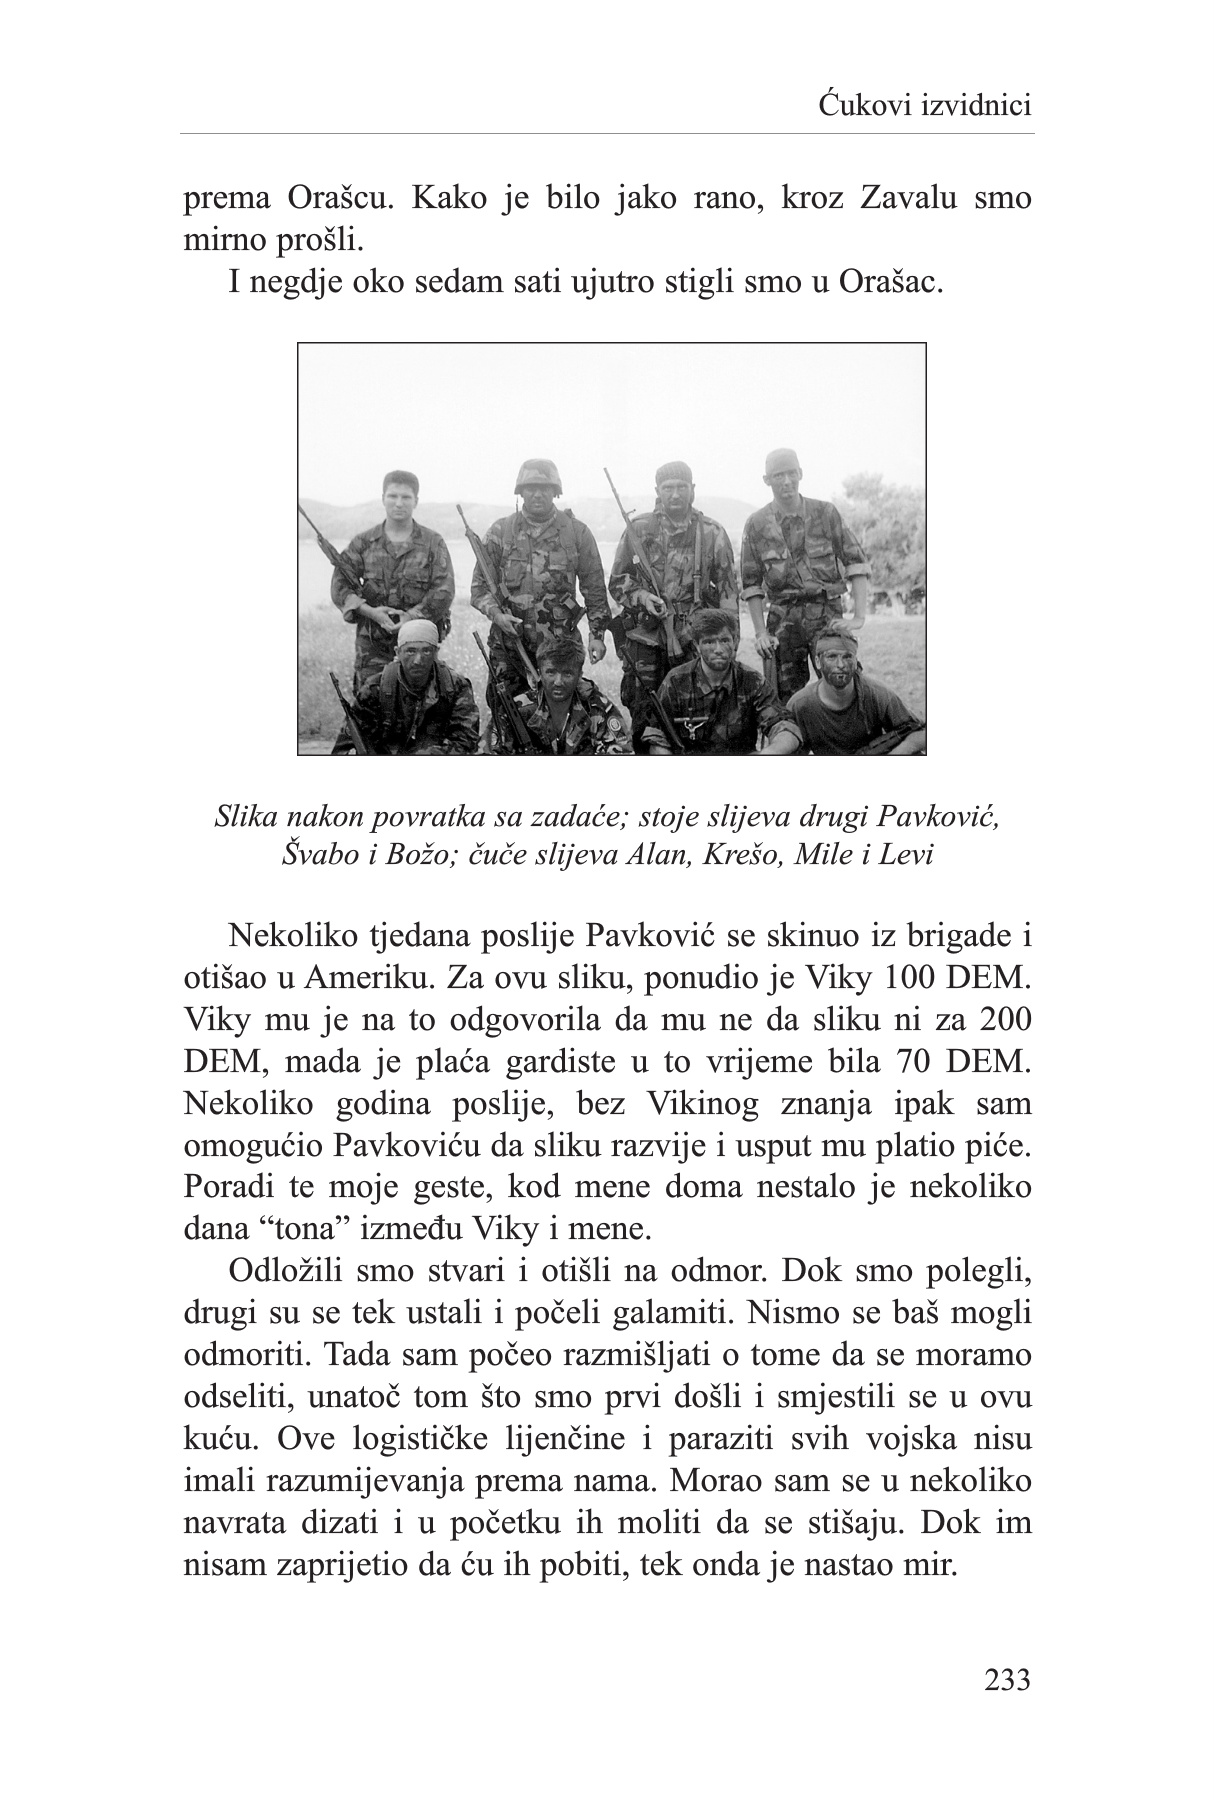 Ćukovi izvidnici
prema Orašcu. Kako je bilo jako rano, kroz Zavalu smo
mirno prošli.
I negdje oko sedam sati ujutro stigli smo u Orašac.
Slika nakon povratka sa zadaće; stoje slijeva drugi Pavković,
Švabo i Božo; čuče slijeva Alan, Krešo, Mile i Levi
Nekoliko tjedana poslije Pavković se skinuo iz brigade i
otišao u Ameriku. Za ovu sliku, ponudio je Viky 100 DEM.
Viky mu je na to odgovorila da mu ne da sliku ni za 200
DEM, mada je plaća gardiste u to vrijeme bila 70 DEM.
Nekoliko godina poslije, bez Vikinog znanja ipak sam
omogućio Pavkoviću da sliku razvije i usput mu platio piće.
Poradi te moje geste, kod mene doma nestalo je nekoliko
dana “tona” između Viky i mene.
Odložili smo stvari i otišli na odmor. Dok smo polegli,
drugi su se tek ustali i počeli galamiti. Nismo se baš mogli
odmoriti. Tada sam počeo razmišljati o tome da se moramo
odseliti, unatoč tom što smo prvi došli i smjestili se u ovu
kuću. Ove logističke lijenčine i paraziti svih vojska nisu
imali razumijevanja prema nama. Morao sam se u nekoliko
navrata dizati i u početku ih moliti da se stišaju. Dok im
nisam zaprijetio da ću ih pobiti, tek onda je nastao mir.
233